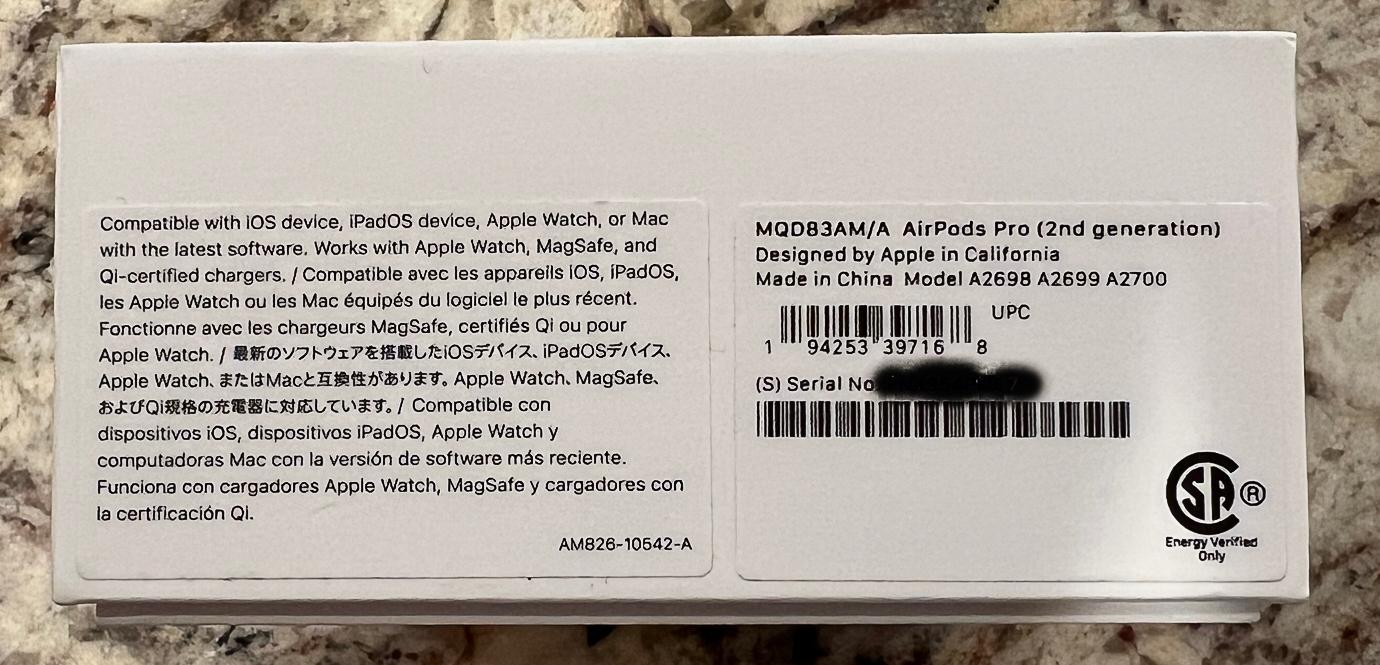 Compatible with iOS device, iPadOS device, Apple Watch, or Mac
with the latest software. Works with Apple Watch, MagSafe, and
Qi-certified chargers. / Compatible avec les appareils iOS, iPadOS,
les Apple Watch ou les Mac équipés du logiciel le plus récent.
Fonctionne avec les chargeurs MagSafe, certifiés Qi ou pour
Apple Watch. / 最新のソフトウェアを搭載したiOSデバイス、iPadOSデバイス、
Apple Watch、またはMacと互換性があります。Apple Watch、MagSafe、
およびQi規格の充電器に対応しています。/ Compatible con
dispositivos iOS, dispositivos iPadOS, Apple Watch y
computadoras Mac con la versión de software más reciente.
Funciona con cargadores Apple Watch, MagSafe y cargadores con
la certificación Qi.
AM826-10542-A
MQD83AM/A AirPods Pro (2nd generation)
Designed by Apple in California
Made in China Model A2698 A2699 A2700
UPC
1 94253 39716 8
(S) Serial No
SA ®
Energy Verified
Only